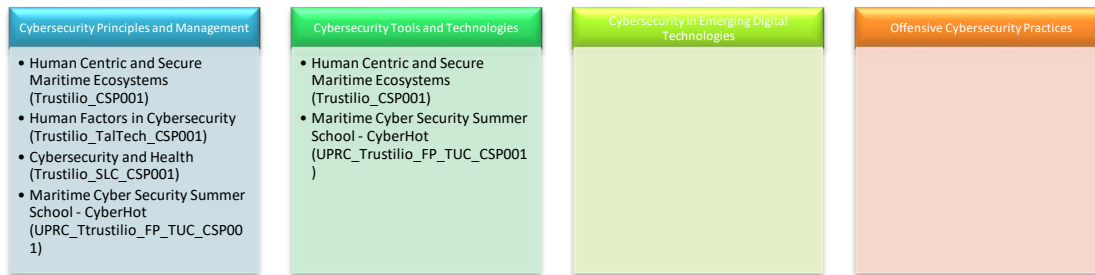 Cybersecurity Principles and Management
• Human Centric and Secure
Maritime Ecosystems
(Trustilio_CSP001)
• Human Factors in Cybersecurity
(Trustilio_TalTech_CSP001)
• Cybersecurity and Health
(Trustilio_SLC_CSP001)
• Maritime Cyber Security Summer
School - CyberHot
(UPRC_Ttrustilio_FP_TUC_CSP00
1)
Cybersecurity Tools and Technologies
• Human Centric and Secure
Maritime Ecosystems
(Trustilio_CSP001)
• Maritime Cyber Security Summer
School - CyberHot
(UPRC_Trustilio_FP_TUC_CSP001
)
Cybersecurity in Emerging Digital
Technologies
Offensive Cybersecurity Practices